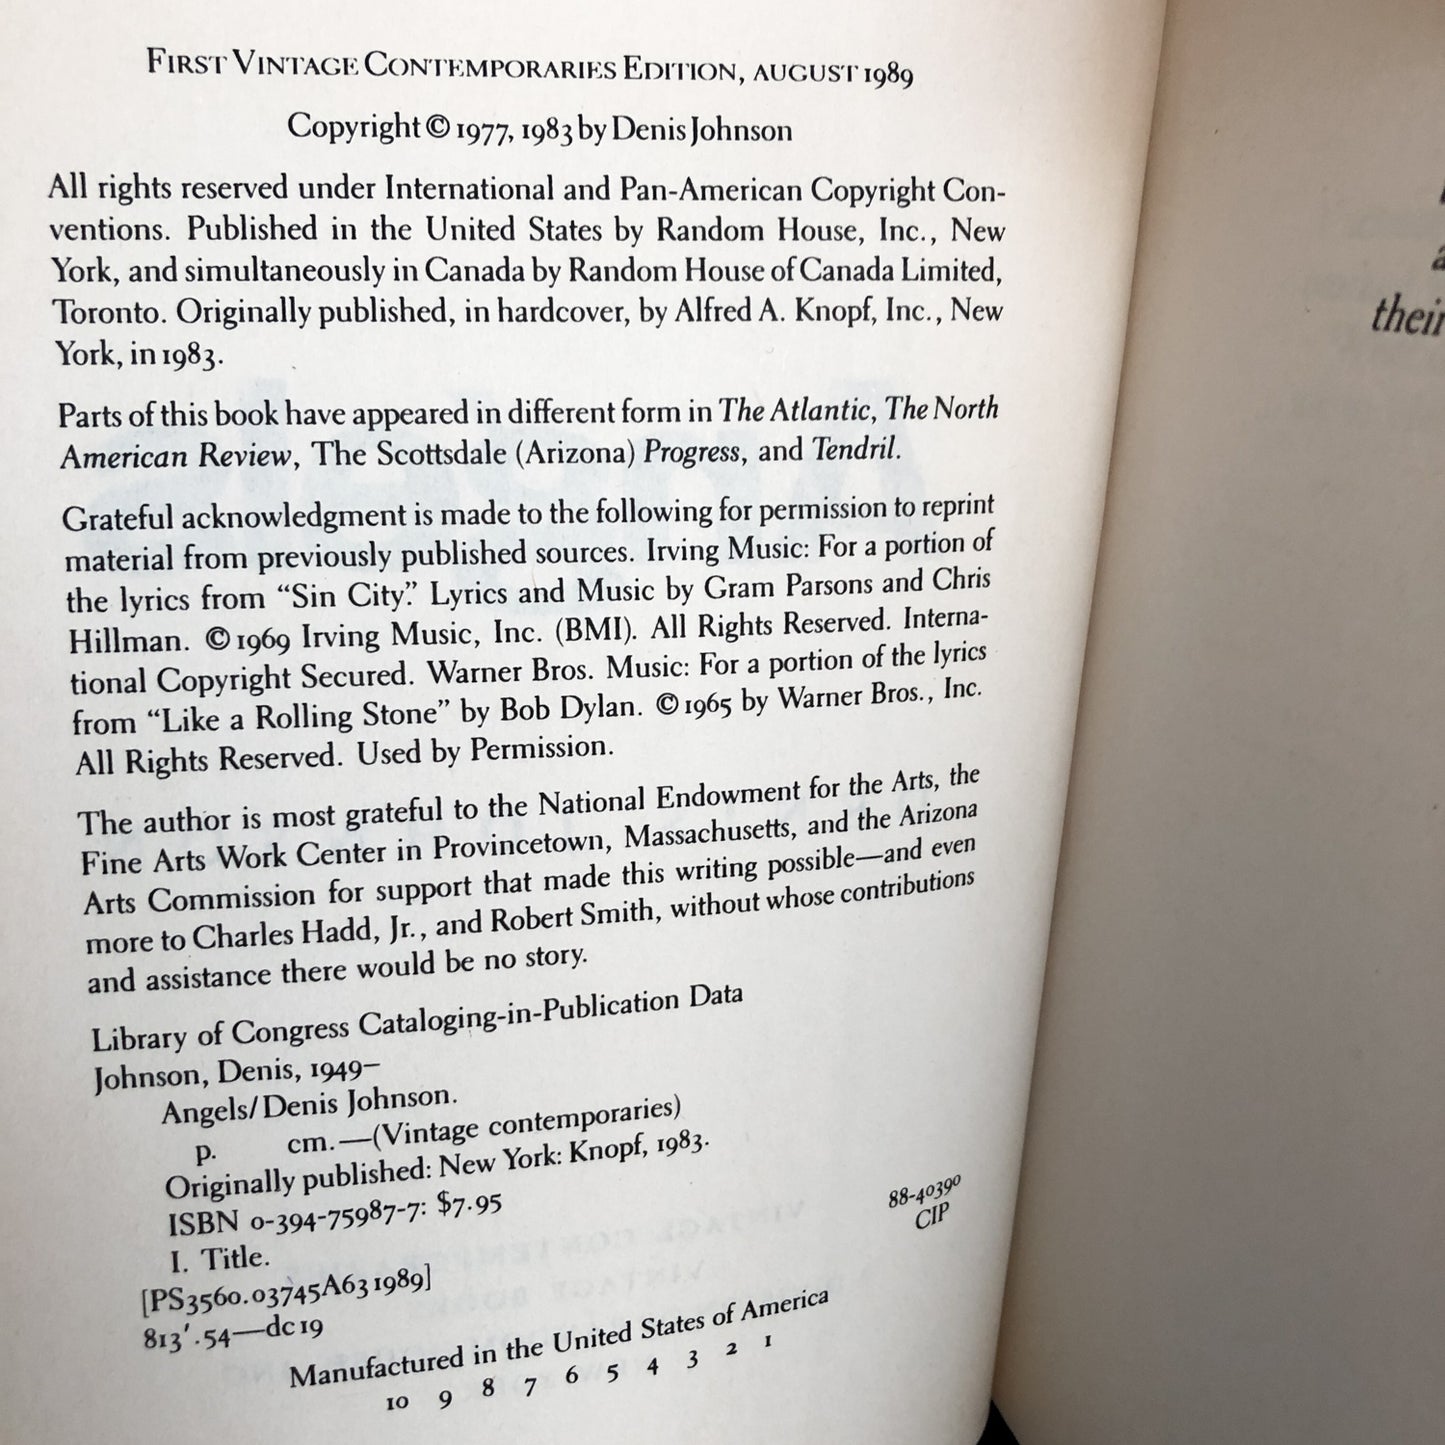 FIRST VINTAGE CONTEMPORARIES EDITION, AUGUST 1989
Copyright © 1977, 1983 by Denis Johnson
All rights reserved under International and Pan-American Copyright Con-
ventions. Published in the United States by Random House, Inc., New
York, and simultaneously in Canada by Random House of Canada Limited,
Toronto. Originally published, in hardcover, by Alfred A. Knopf, Inc., New
York, in 1983.
Parts of this book have appeared in different form in The Atlantic, The North
American Review, The Scottsdale (Arizona) Progress, and Tendril.
Grateful acknowledgment is made to the following for permission to reprint
material from previously published sources. Irving Music: For a portion of
the lyrics from “Sin City.” Lyrics and Music by Gram Parsons and Chris
Hillman. © 1969 Irving Music, Inc. (BMI). All Rights Reserved. Interna-
tional Copyright Secured. Warner Bros. Music: For a portion of the lyrics
from “Like a Rolling Stone” by Bob Dylan. © 1965 by Warner Bros., Inc.
All Rights Reserved. Used by Permission.
The author is most grateful to the National Endowment for the Arts, the
Fine Arts Work Center in Provincetown, Massachusetts, and the Arizona
Arts Commission for support that made this writing possible—and even
more to Charles Hadd, Jr., and Robert Smith, without whose contributions
and assistance there would be no story.
Library of Congress Cataloging-in-Publication Data
Johnson, Denis, 1949–
Angels/Denis Johnson.
p. cm.—(Vintage contemporaries)
Originally published: New York: Knopf, 1983.
ISBN 0-394-75987-7: $7.95
I. Title.
[PS3560.03745A63 1989]
813'.54—dc 19
88-40390
CIP
Manufactured in the United States of America
10 9 8 7 6 5 4 3 2 1
their